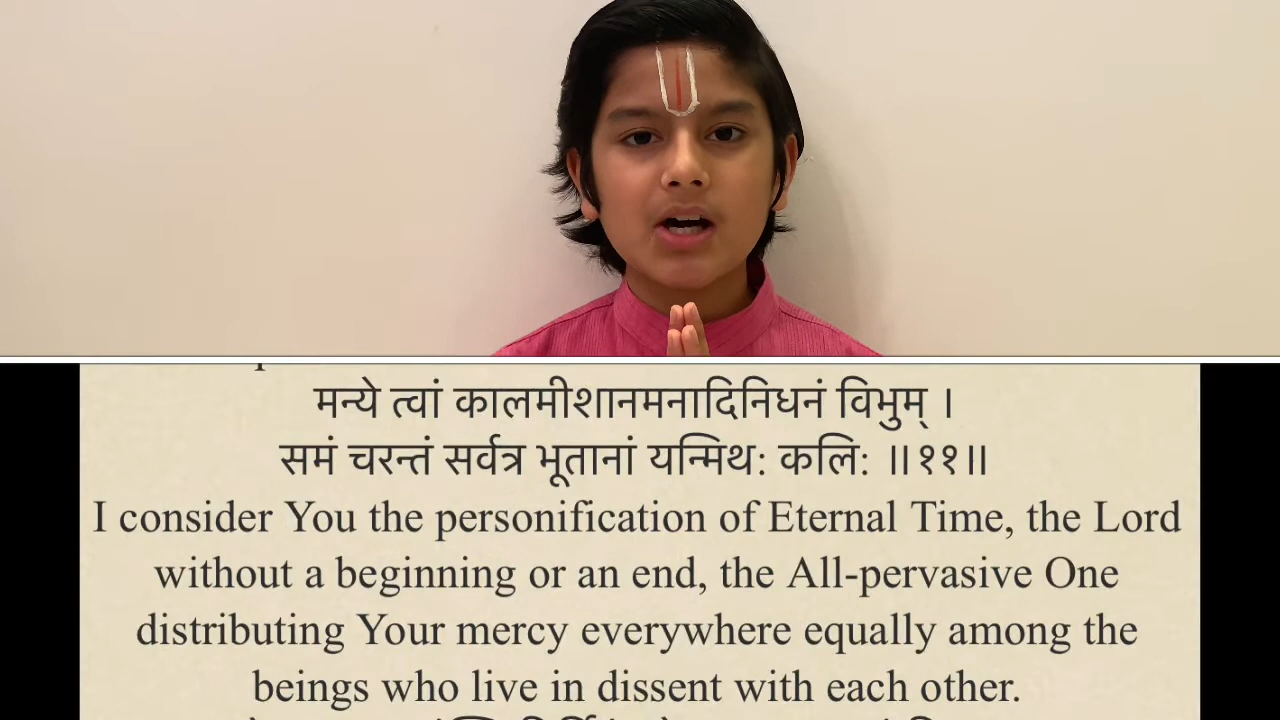 मन्ये त्वां कालमीशानमनादिनिधनं विभुम् ।
समं चरन्तं सर्वत्र भूतानां यन्मिथः कलिः ॥११॥
I consider You the personification of Eternal Time, the Lord
without a beginning or an end, the All-pervasive One
distributing Your mercy everywhere equally among the
beings who live in dissent with each other.